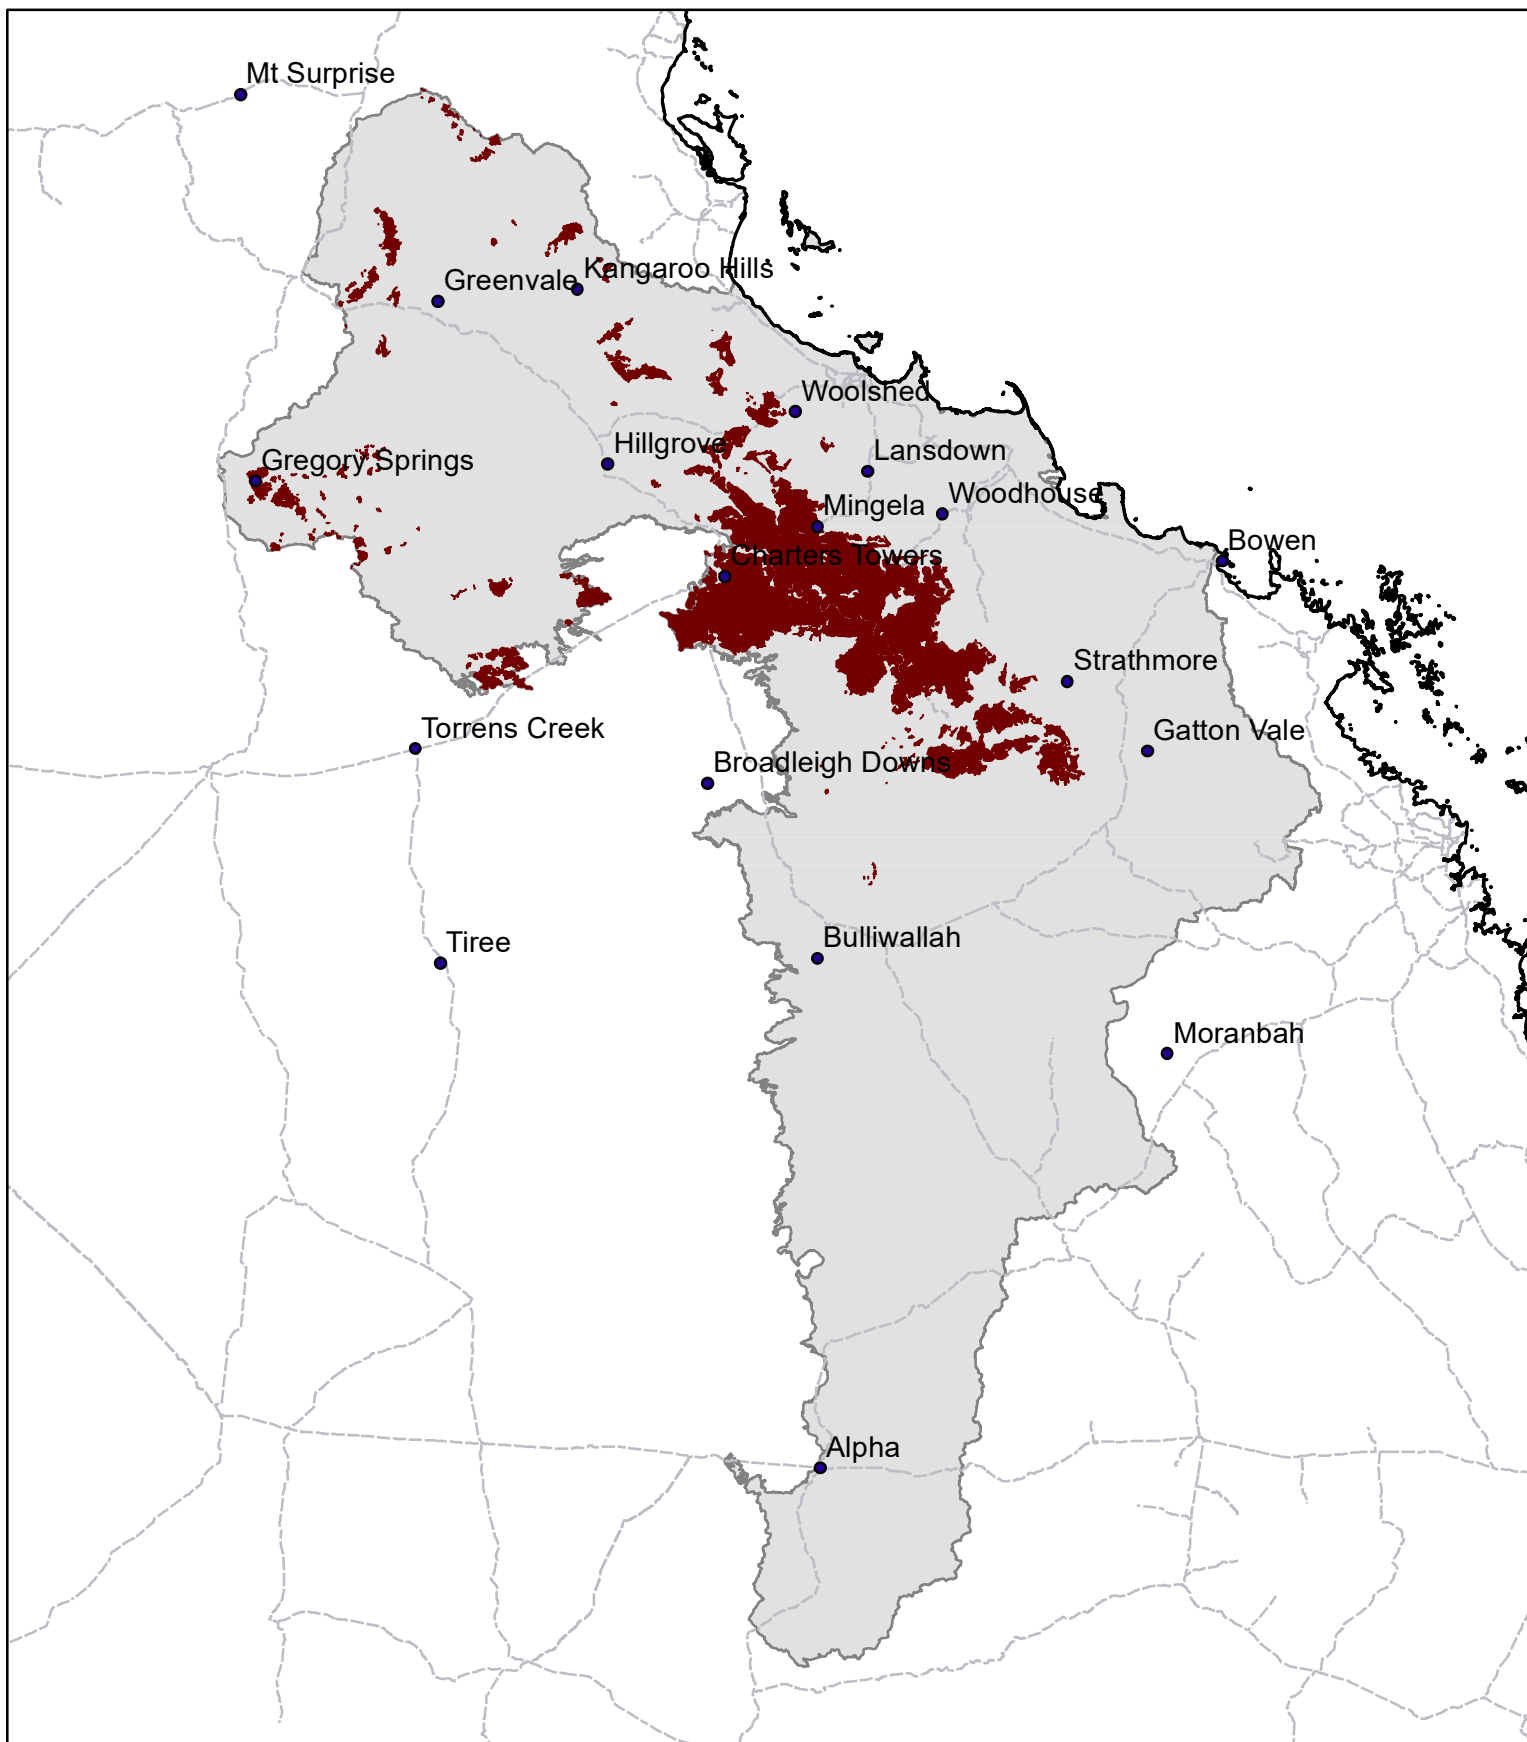 Mt Surprise
Kangaroo Hills
Greenvale
Woolshed
Hillgrove
Lansdown
Gregory Springs
Woodhouse
Mingela
Bowen
Charters Towers
Strathmore
Torrens Creek
Gatton Vale
Broadleigh Downs
Bulliwallah
Tiree
Moranbah
Alpha